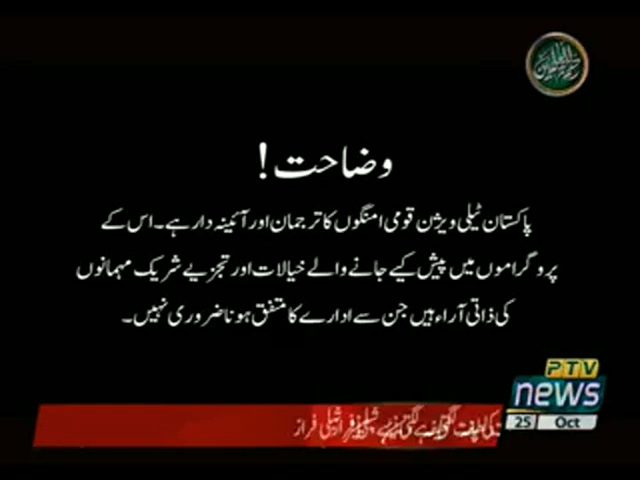 وضاحت!
پاکستان ٹیلی ویژن قومی امنگوں کا ترجمان اور آئینہ دار ہے۔ اس کے
پروگراموں میں پیش کیے جانے والے خیالات اور تجزیے شریک مہمانوں
کی ذاتی آراء ہیں جن سے ادارے کا متفق ہونا ضروری نہیں۔
PTV
news
25 Oct
شبلی فراز